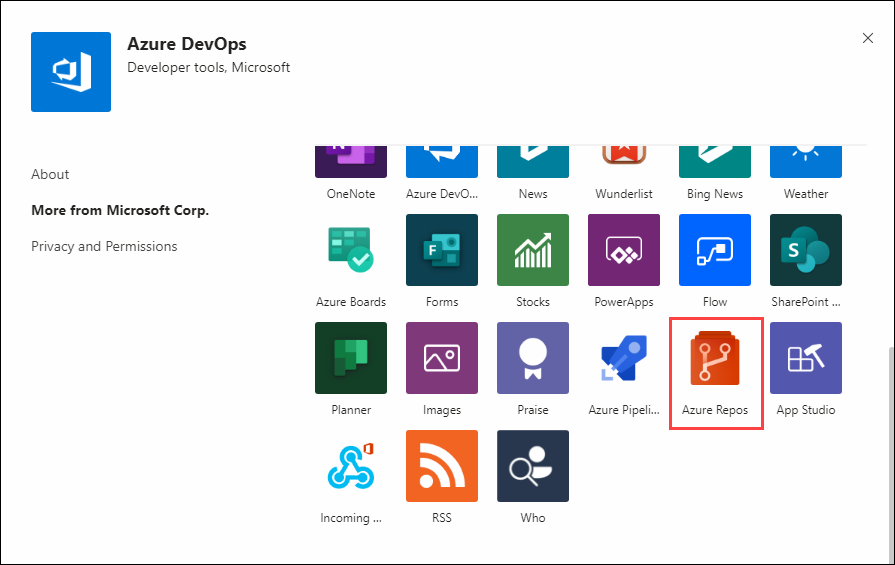 Azure DevOps
Developer tools, Microsoft
About
More from Microsoft Corp.
Privacy and Permissions
OneNote
Azure DevO...
News
Wunderlist
Bing News
Weather
Azure Boards
Forms
Stocks
PowerApps
Flow
SharePoint ...
Planner
Images
Praise
Azure Pipeli...
Azure Repos
App Studio
Incoming ...
RSS
Who